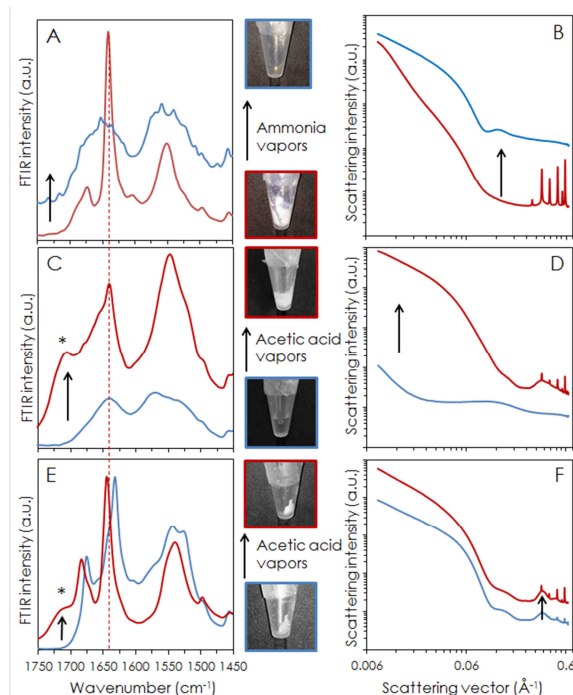 A
FTIR intensity (a.u.)
Ammonia
vapors
B
Scattering intensity (a.u.)
C
*
FTIR intensity (a.u.)
Acetic acid
vapors
D
Scattering intensity (a.u.)
E
*
FTIR intensity (a.u.)
1750 1700 1650 1600 1550 1500 1450
Wavenumber (cm⁻¹)
Acetic acid
vapors
F
Scattering intensity (a.u.)
0.006 0.06 0.6
Scattering vector (Å⁻¹)